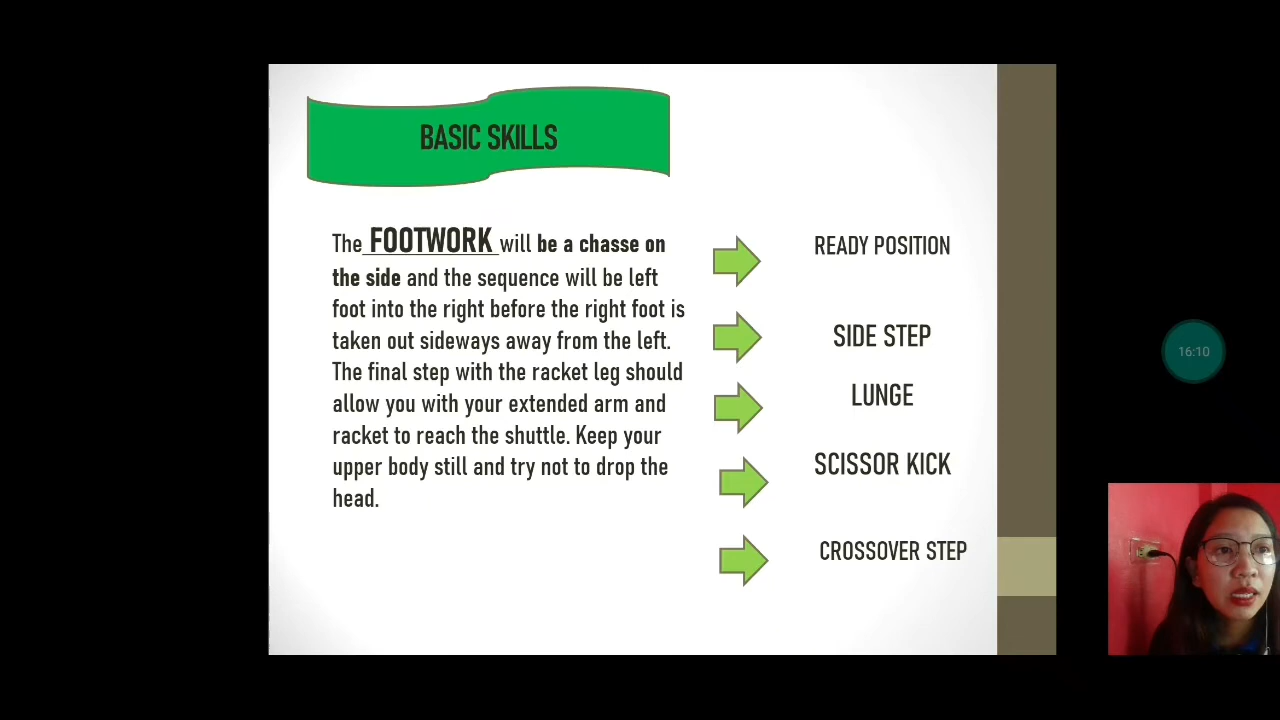 BASIC SKILLS
The FOOTWORK will be a chasse on
the side and the sequence will be left
foot into the right before the right foot is
taken out sideways away from the left.
The final step with the racket leg should
allow you with your extended arm and
racket to reach the shuttle. Keep your
upper body still and try not to drop the
head.
READY POSITION
SIDE STEP
LUNGE
SCISSOR KICK
CROSSOVER STEP
16:10